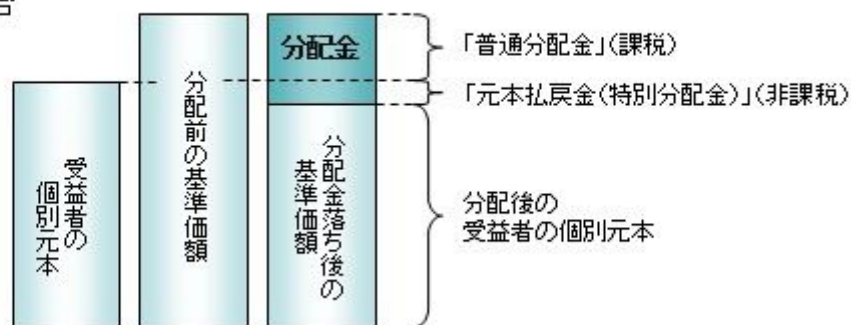 受益者の
個別元本
分配前の基準価額
分配金
分配金落ち後の
基準価額
「普通分配金」(課税)
「元本払戻金(特別分配金)」(非課税)
分配後の
受益者の個別元本